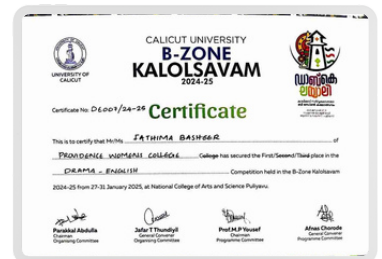 CALICUT UNIVERSITY
B-ZONE
KALOLSAVAM
2024-25
UNIVERSITY OF
CALICUT
Certificate No: D6007/24-25 Certificate
This is to certify that Mr/Ms FATHIMA BASHEER of
PROVIDENCE WOMENS COLLEGE College has secured the First/Second/Third place in the
DRAMA - ENGLISH Competition held in the B-Zone Kalolsavam
2024-25 from 27-31 January 2025, at National College of Arts and Science Puliyavu.
Parakkal Abdulla
Chairman
Organising Committee
Jafar T Thundiyil
General Convener
Organising Committee
Prof.M.P Yousef
Chairman
Programme Committee
Afnas Chorode
General Convener
Programme Committee